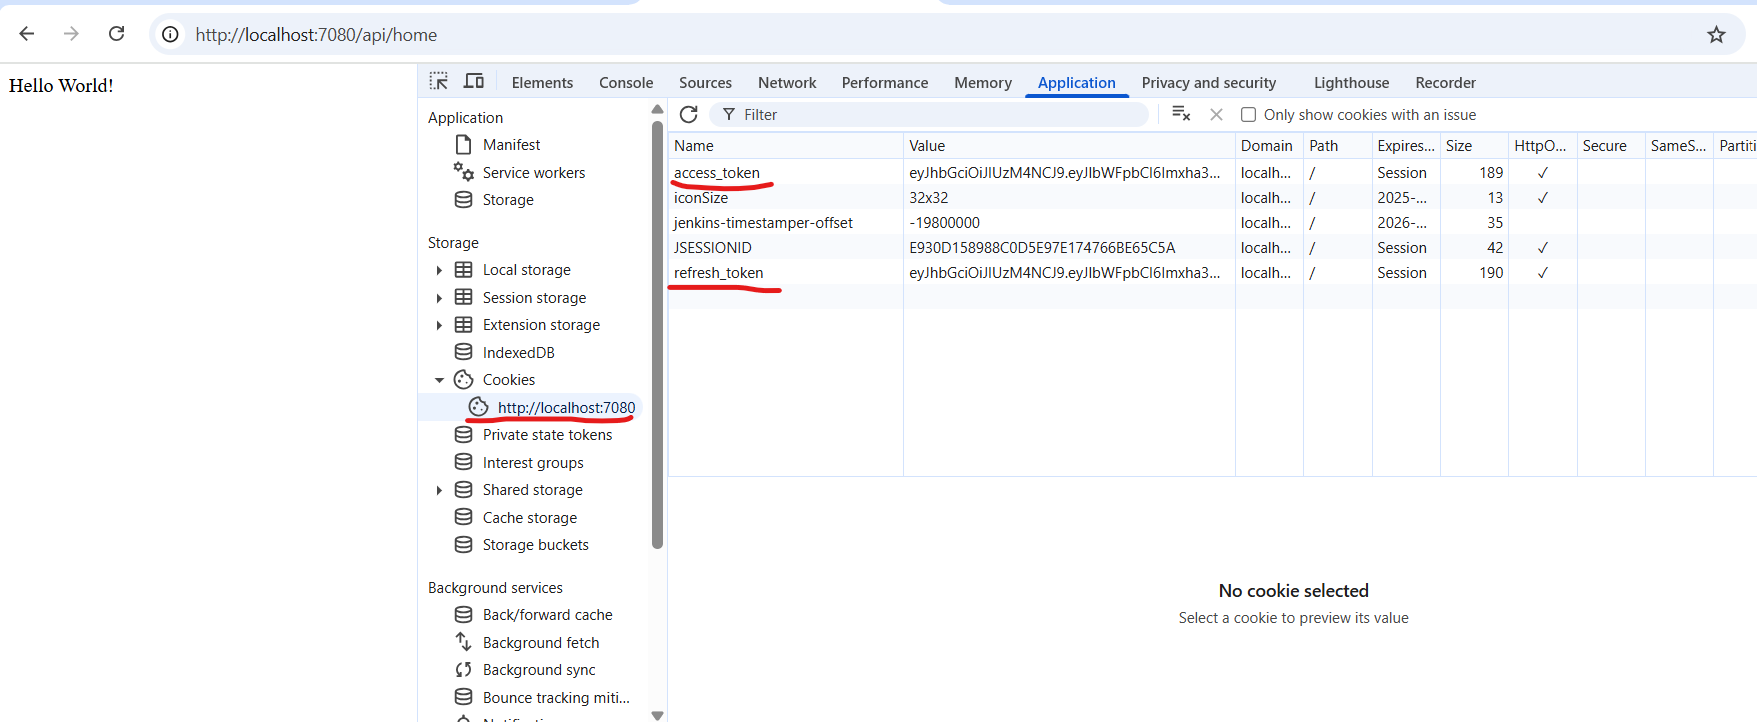 http://localhost:7080/api/home
Hello World!
Elements Console Sources Network Performance Memory Application Privacy and security Lighthouse Recorder
Application
Manifest
Service workers
Storage
Storage
Local storage
Session storage
Extension storage
IndexedDB
Cookies
http://localhost:7080
Private state tokens
Interest groups
Shared storage
Cache storage
Storage buckets
Background services
Back/forward cache
Background fetch
Background sync
Bounce tracking miti...
Filter Only show cookies with an issue
Name Value Domain Path Expires... Size HttpO... Secure SameS... Partiti
access_token eyJhbGciOiJIUzM4NCJ9.eyJlbWFpbCI6Imxha3... localh... / Session 189 ✓
iconSize 32x32 localh... / 2025-... 13 ✓
jenkins-timestamper-offset -19800000 localh... / 2026-... 35
JSESSIONID E930D158988C0D5E97E174766BE65C5A localh... / Session 42 ✓
refresh_token eyJhbGciOiJIUzM4NCJ9.eyJlbWFpbCI6Imxha3... localh... / Session 190 ✓
No cookie selected
Select a cookie to preview its value